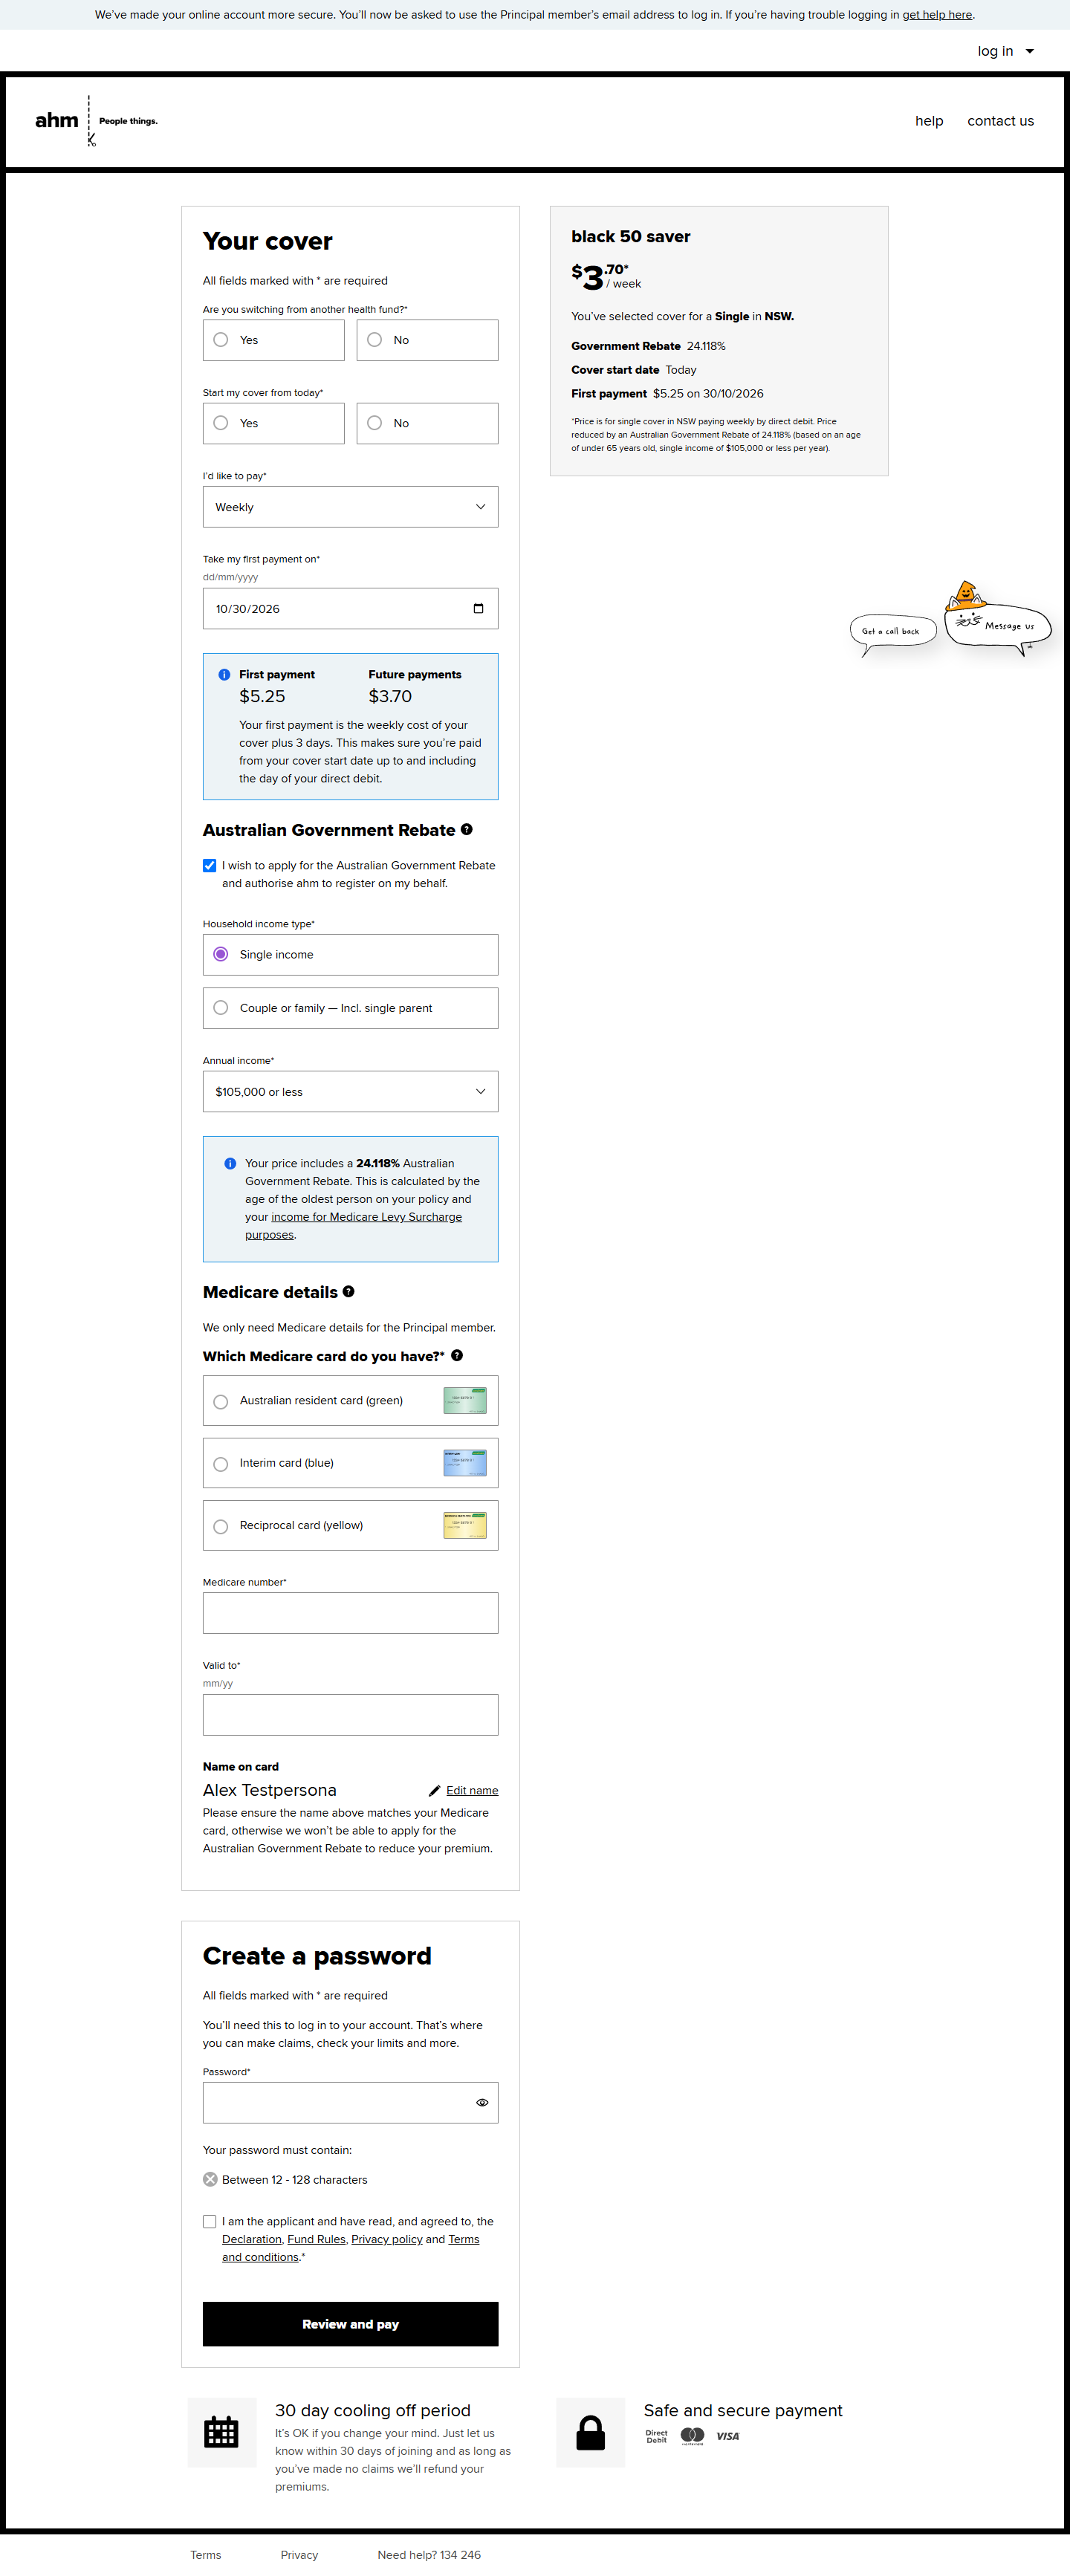 We've made your online account more secure. You'll now be asked to use the Principal member's email address to log in. If you're having trouble logging in get help here.
log in
ahm
People things.
help
contact us
Your cover
All fields marked with * are required
Are you switching from another health fund?*
Yes
No
Start my cover from today*
Yes
No
I'd like to pay*
Weekly
Take my first payment on*
dd/mm/yyyy
10/30/2026
First payment
Future payments
$5.25
$3.70
Your first payment is the weekly cost of your
cover plus 3 days. This makes sure you're paid
from your cover start date up to and including
the day of your direct debit.
Australian Government Rebate
I wish to apply for the Australian Government Rebate
and authorise ahm to register on my behalf.
Household income type*
Single income
Couple or family — Incl. single parent
Annual income*
$105,000 or less
Your price includes a 24.118% Australian
Government Rebate. This is calculated by the
age of the oldest person on your policy and
your income for Medicare Levy Surcharge
purposes.
Medicare details
We only need Medicare details for the Principal member.
Which Medicare card do you have?*
Australian resident card (green)
Interim card (blue)
Reciprocal card (yellow)
Medicare number*
Valid to*
mm/yy
Name on card
Alex Testpersona
Edit name
Please ensure the name above matches your Medicare
card, otherwise we won't be able to apply for the
Australian Government Rebate to reduce your premium.
Create a password
All fields marked with * are required
You'll need this to log in to your account. That's where
you can make claims, check your limits and more.
Password*
Your password must contain:
Between 12 - 128 characters
I am the applicant and have read, and agreed to, the
Declaration, Fund Rules, Privacy policy and Terms
and conditions.*
Review and pay
black 50 saver
$3.70*
/ week
You've selected cover for a Single in NSW.
Government Rebate 24.118%
Cover start date Today
First payment $5.25 on 30/10/2026
*Price is for single cover in NSW paying weekly by direct debit. Price
reduced by an Australian Government Rebate of 24.118% (based on an age
of under 65 years old, single income of $105,000 or less per year).
Get a call back
Message us
30 day cooling off period
It's OK if you change your mind. Just let us
know within 30 days of joining and as long as
you've made no claims we'll refund your
premiums.
Safe and secure payment
Direct
Debit
VISA
Terms
Privacy
Need help? 134 246